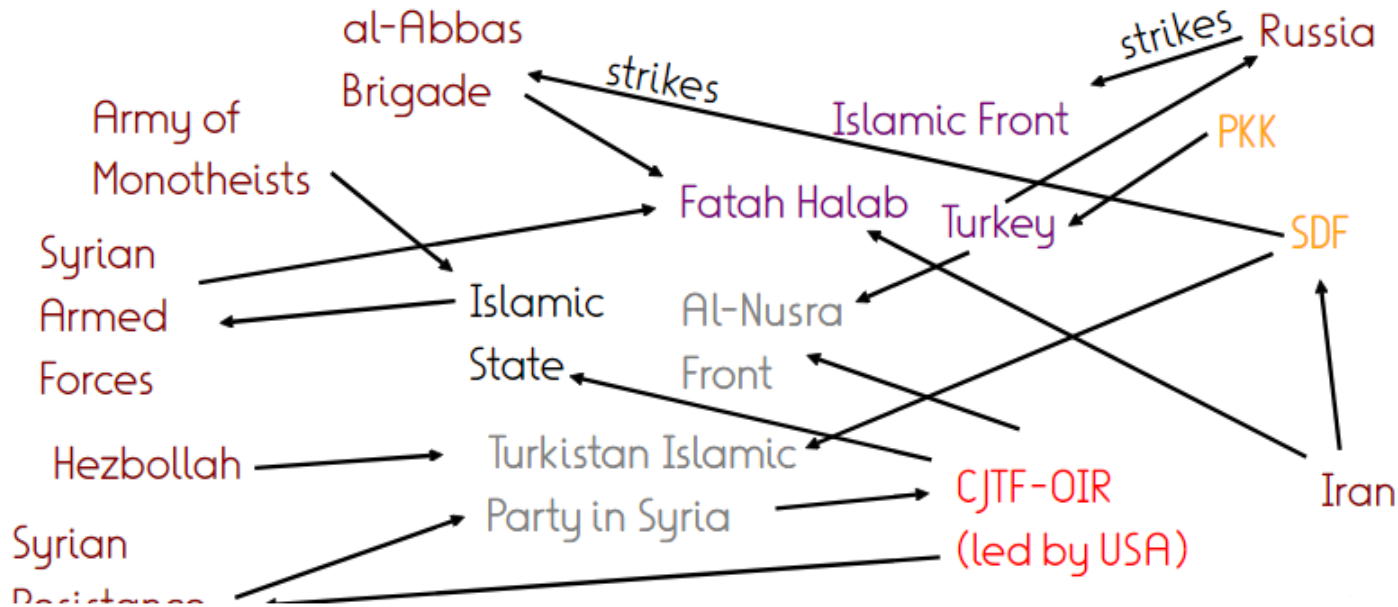 al-Abbas
Brigade
strikes
strikes
Russia
Army of
Monotheists
Islamic Front
PKK
Fatah Halab
Turkey
SDF
Syrian
Armed
Forces
Islamic
State
Al-Nusra
Front
Hezbollah
Turkistan Islamic
Party in Syria
CJTF-OIR
(led by USA)
Iran
Syrian
Resistance